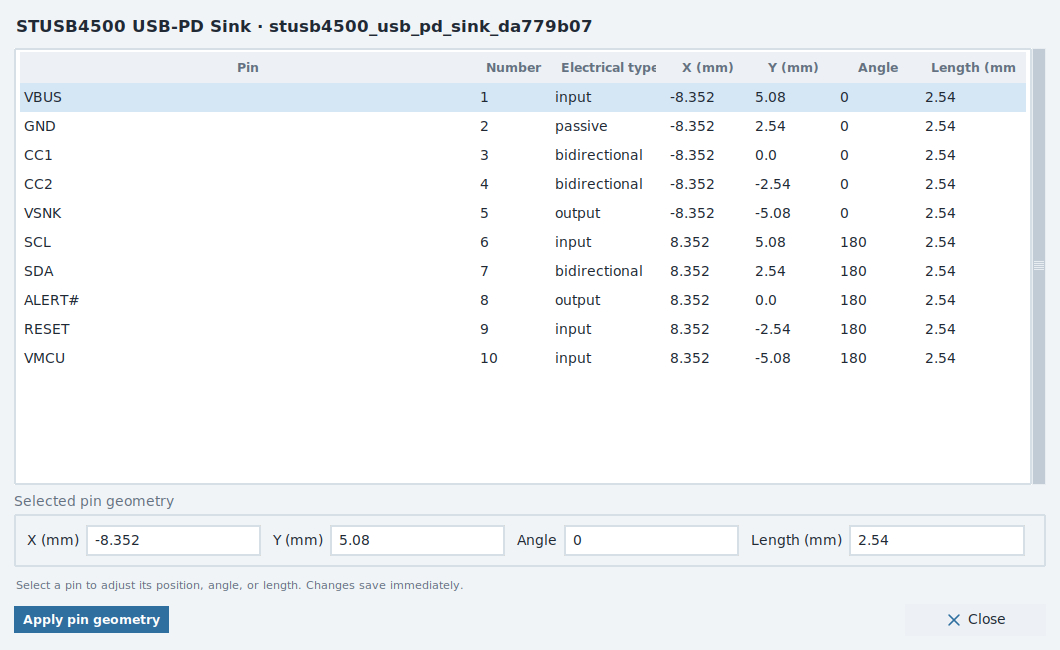 STUSB4500 USB-PD Sink · stusb4500_usb_pd_sink_da779b07
Pin Number Electrical type X (mm) Y (mm) Angle Length (mm
VBUS 1 input -8.352 5.08 0 2.54
GND 2 passive -8.352 2.54 0 2.54
CC1 3 bidirectional -8.352 0.0 0 2.54
CC2 4 bidirectional -8.352 -2.54 0 2.54
VSNK 5 output -8.352 -5.08 0 2.54
SCL 6 input 8.352 5.08 180 2.54
SDA 7 bidirectional 8.352 2.54 180 2.54
ALERT# 8 output 8.352 0.0 180 2.54
RESET 9 input 8.352 -2.54 180 2.54
VMCU 10 input 8.352 -5.08 180 2.54
Selected pin geometry
X (mm) -8.352 Y (mm) 5.08 Angle 0 Length (mm) 2.54
Select a pin to adjust its position, angle, or length. Changes save immediately.
Apply pin geometry Close